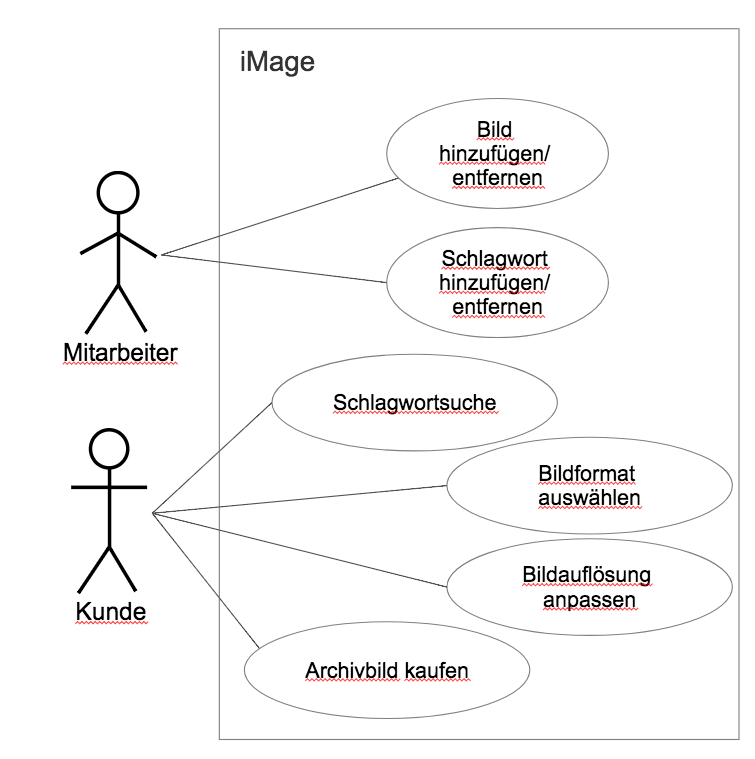 iMage
Bild
hinzufügen/
entfernen
Schlagwort
hinzufügen/
entfernen
Mitarbeiter
Schlagwortsuche
Bildformat
auswählen
Bildauflösung
anpassen
Kunde
Archivbild kaufen